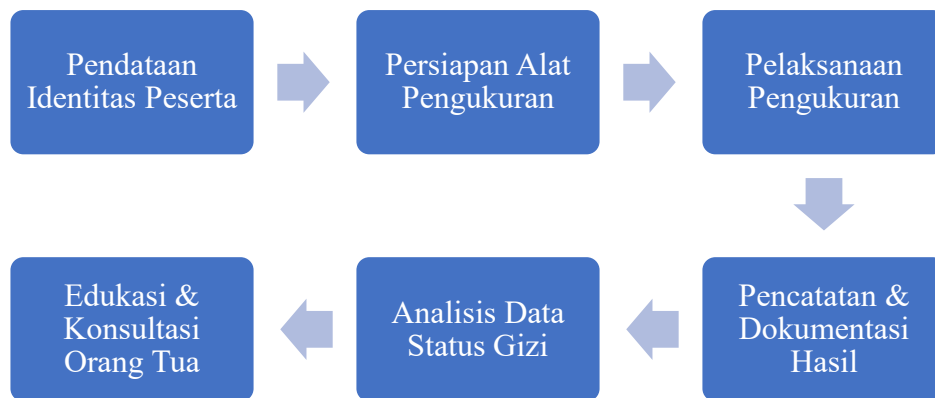 Pendataan
Identitas Peserta
Persiapan Alat
Pengukuran
Pelaksanaan
Pengukuran
Pencatatan &
Dokumentasi
Hasil
Analisis Data
Status Gizi
Edukasi &
Konsultasi
Orang Tua